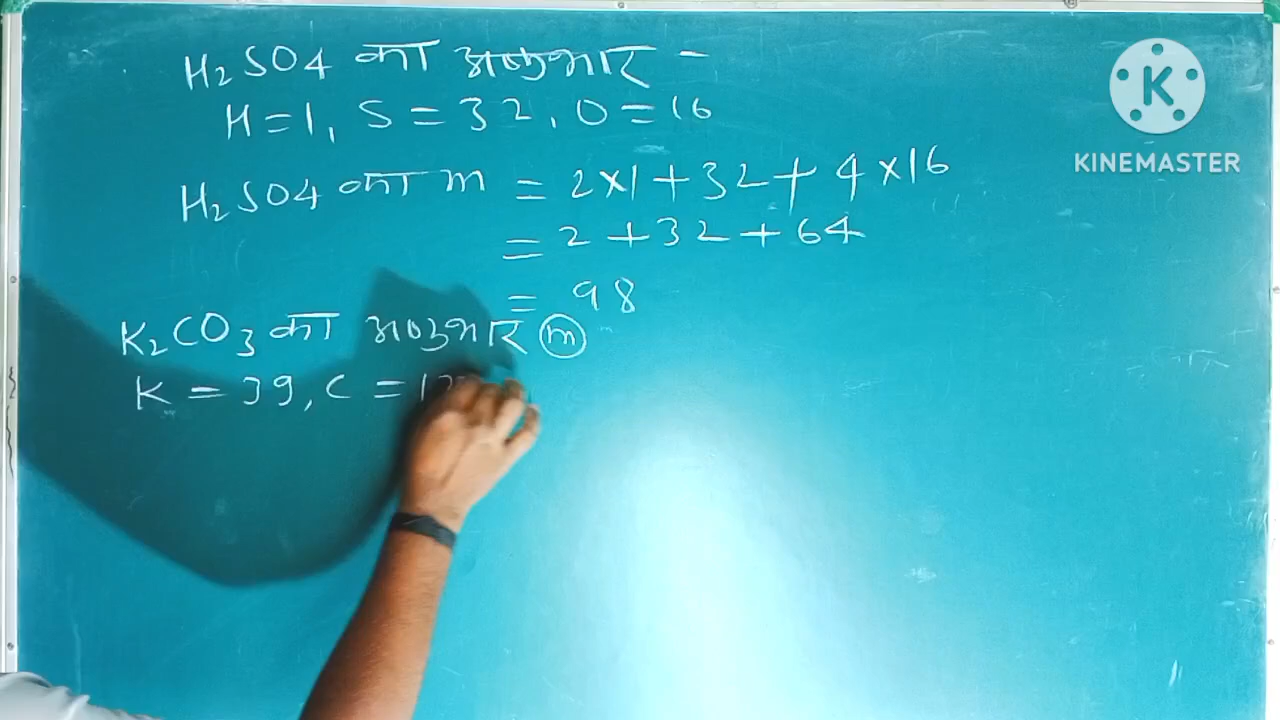 H₂SO4 का अणुभार –
H=1, S=32, O=16
H₂SO4 का m = 2×1+32+4×16
= 2+32+64
= 98
K₂CO₃ का अणुभार m
K = 39, C = 12
KINEMASTER